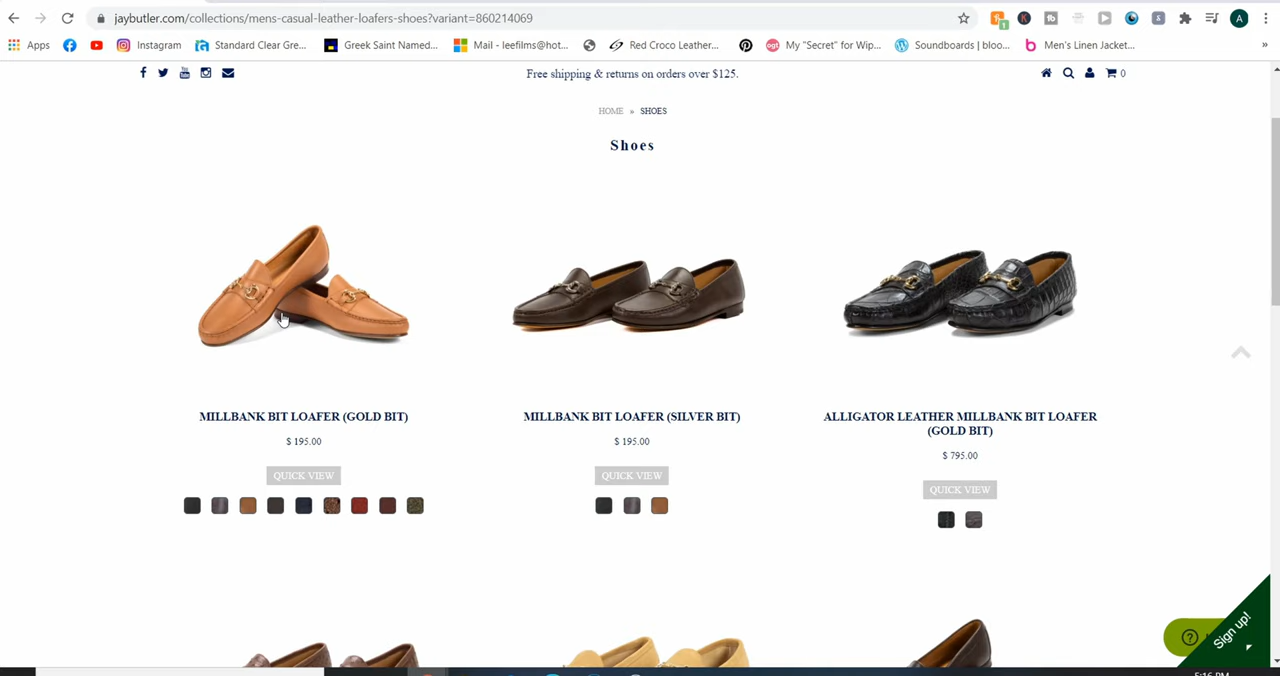 jaybutler.com/collections/mens-casual-leather-loafers-shoes?variant=860214069
A
Apps
Instagram
Standard Clear Gre...
Greek Saint Named...
Mail - leefilms@hot...
Red Croco Leather...
My "Secret" for Wip...
Soundboards | bloo...
Men's Linen Jacket...
»
Free shipping & returns on orders over $125.
0
HOME • SHOES
Shoes
MILLBANK BIT LOAFER (GOLD BIT)
$ 195.00
QUICK VIEW
MILLBANK BIT LOAFER (SILVER BIT)
$ 195.00
QUICK VIEW
ALLIGATOR LEATHER MILLBANK BIT LOAFER
(GOLD BIT)
$ 795.00
QUICK VIEW
Sign up!
5:16 PM